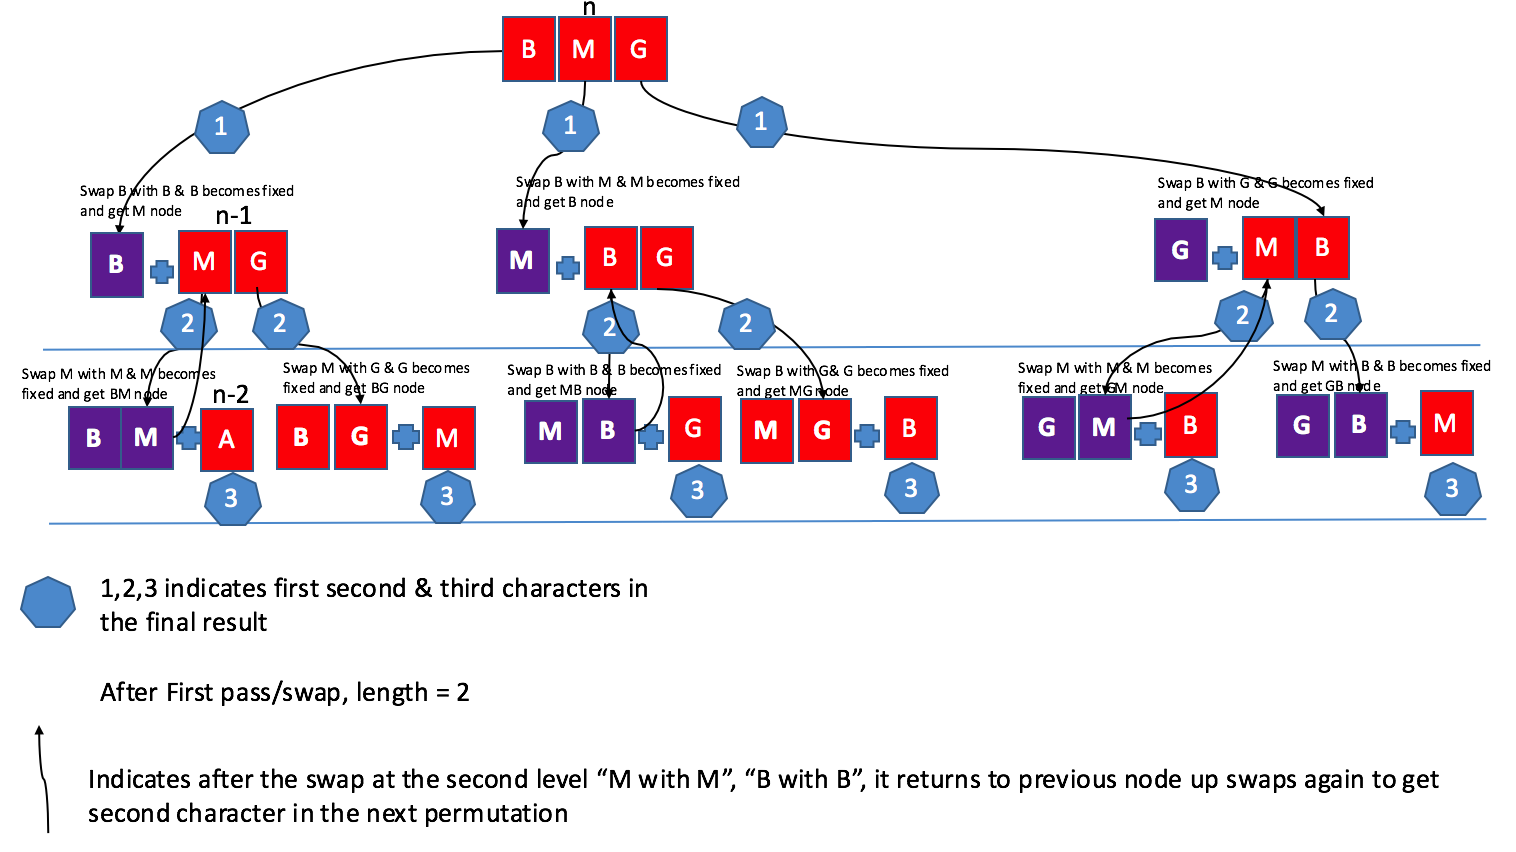 n
B M G
1 1 1
Swap B with B & B becomes fixed
and get M node
Swap B with M & M becomes fixed
and get B node
Swap B with G & G becomes fixed
and get M node
n-1
B M G
M B G
G M B
2 2 2 2 2 2
Swap M with M & M becomes
fixed and get BM node
Swap M with G & G becomes
fixed and get BG node
Swap B with B & B becomes fixed
and get MB node
Swap B with G& G becomes fixed
and get MG node
Swap M with M & M becomes
fixed and get GM node
Swap M with B & B becomes fixed
and get GB node
n-2
B M A
B G M
M B G
M G B
G M B
G B M
3 3 3 3 3 3
1,2,3 indicates first second & third characters in
the final result
After First pass/swap, length = 2
Indicates after the swap at the second level “M with M”, “B with B”, it returns to previous node up swaps again to get
second character in the next permutation